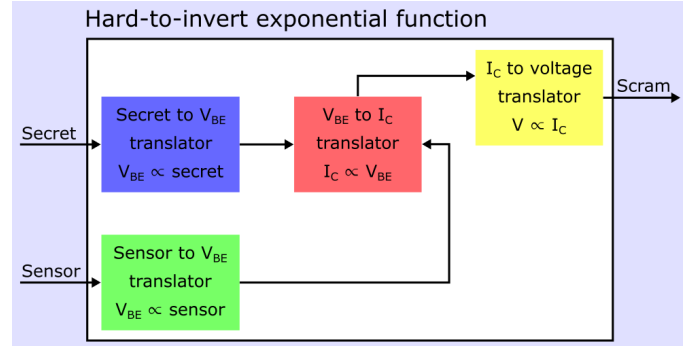 Hard-to-invert exponential function
Secret
Secret to V_BE
translator
V_BE ∝ secret
V_BE to I_C
translator
I_C ∝ V_BE
I_C to voltage
translator
V ∝ I_C
Scram
Sensor
Sensor to V_BE
translator
V_BE ∝ sensor